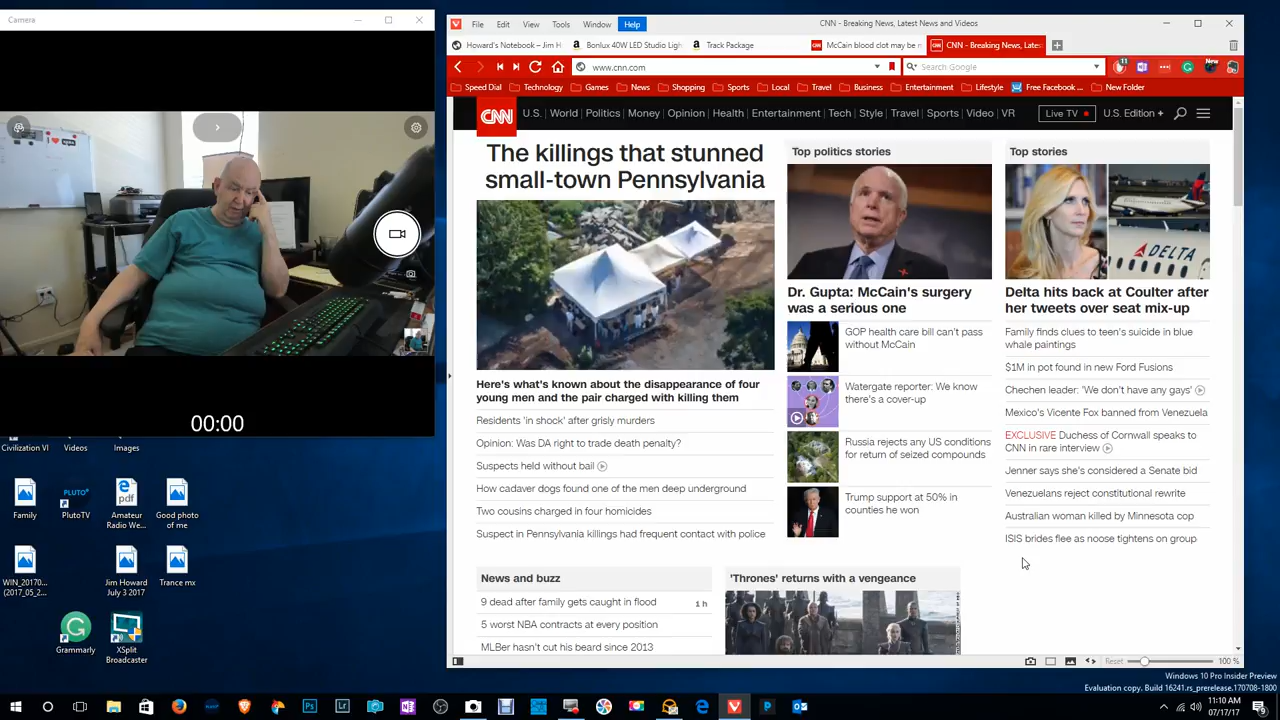 Camera
00:00
Civilization VI
Videos
Images
Family
PlutoTV
Amateur
Radio We...
Good photo
of me
WIN_20170...
(2017_05_2...
Jim Howard
July 3 2017
Trance mx
Grammarly
XSplit
Broadcaster
File Edit View Tools Window Help
CNN - Breaking News, Latest News and Videos
Howard's Notebook – Jim H
Bonlux 40W LED Studio Ligh
Track Package
McCain blood clot may be n
CNN - Breaking News, Lates
www.cnn.com
Search Google
Speed Dial Technology Games News Shopping Sports Local Travel Business Entertainment Lifestyle Free Facebook ... New Folder
CNN U.S. World Politics Money Opinion Health Entertainment Tech Style Travel Sports Video VR Live TV U.S. Edition +
The killings that stunned
small-town Pennsylvania
Here's what's known about the disappearance of four
young men and the pair charged with killing them
Residents 'in shock' after grisly murders
Opinion: Was DA right to trade death penalty?
Suspects held without bail
How cadaver dogs found one of the men deep underground
Two cousins charged in four homicides
Suspect in Pennsylvania killings had frequent contact with police
Top politics stories
Dr. Gupta: McCain's surgery
was a serious one
GOP health care bill can't pass
without McCain
Watergate reporter: We know
there's a cover-up
Russia rejects any US conditions
for return of seized compounds
Trump support at 50% in
counties he won
Top stories
DELTA
Delta hits back at Coulter after
her tweets over seat mix-up
Family finds clues to teen's suicide in blue
whale paintings
$1M in pot found in new Ford Fusions
Chechen leader: 'We don't have any gays'
Mexico's Vicente Fox banned from Venezuela
EXCLUSIVE Duchess of Cornwall speaks to
CNN in rare interview
Jenner says she's considered a Senate bid
Venezuelans reject constitutional rewrite
Australian woman killed by Minnesota cop
ISIS brides flee as noose tightens on group
News and buzz
9 dead after family gets caught in flood 1 h
5 worst NBA contracts at every position
MLBer hasn't cut his beard since 2013
'Thrones' returns with a vengeance
Reset 100 %
Windows 10 Pro Insider Preview
Evaluation copy. Build 16241.rs_prerelease.170708-1800
11:10 AM
07/17/17